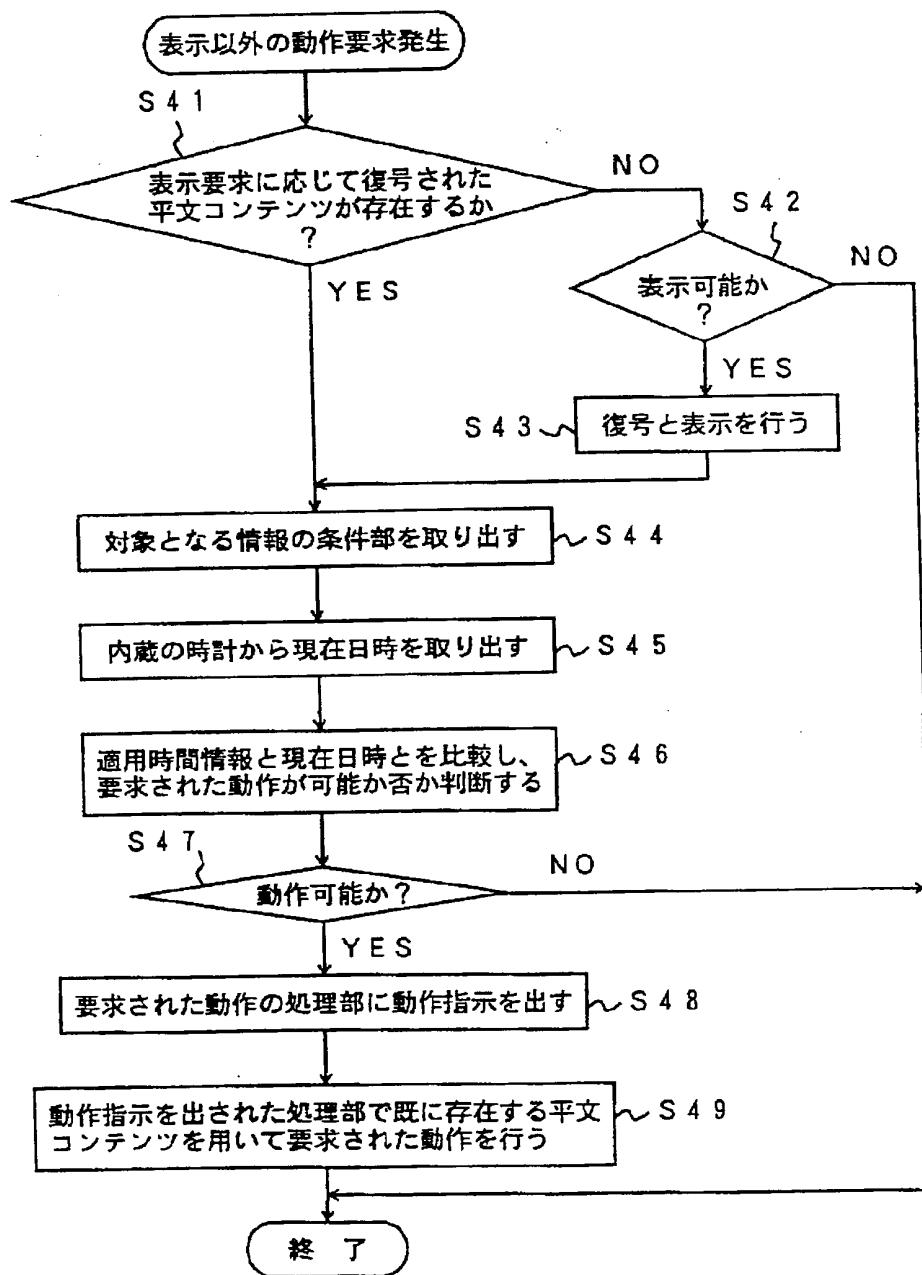 表示以外の動作要求発生
S41
表示要求に応じて復号された
平文コンテンツが存在するか
?
NO
YES
S42
表示可能か
?
NO
YES
S43
復号と表示を行う
対象となる情報の条件部を取り出す
S44
内蔵の時計から現在日時を取り出す
S45
適用時間情報と現在日時とを比較し、
要求された動作が可能か否か判断する
S46
S47
動作可能か?
NO
YES
要求された動作の処理部に動作指示を出す
S48
動作指示を出された処理部で既に存在する平文
コンテンツを用いて要求された動作を行う
S49
終了